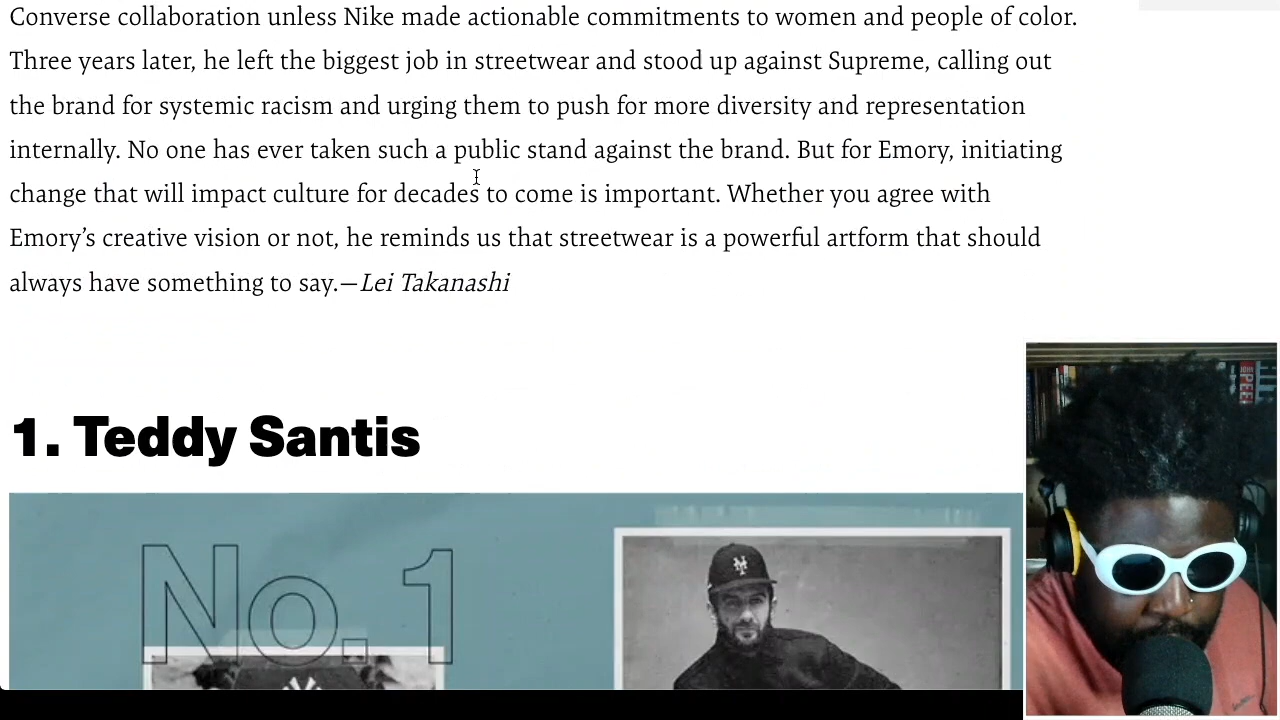 Converse collaboration unless Nike made actionable commitments to women and people of color.
Three years later, he left the biggest job in streetwear and stood up against Supreme, calling out
the brand for systemic racism and urging them to push for more diversity and representation
internally. No one has ever taken such a public stand against the brand. But for Emory, initiating
change that will impact culture for decades to come is important. Whether you agree with
Emory’s creative vision or not, he reminds us that streetwear is a powerful artform that should
always have something to say.—Lei Takanashi
1. Teddy Santis
No. 1